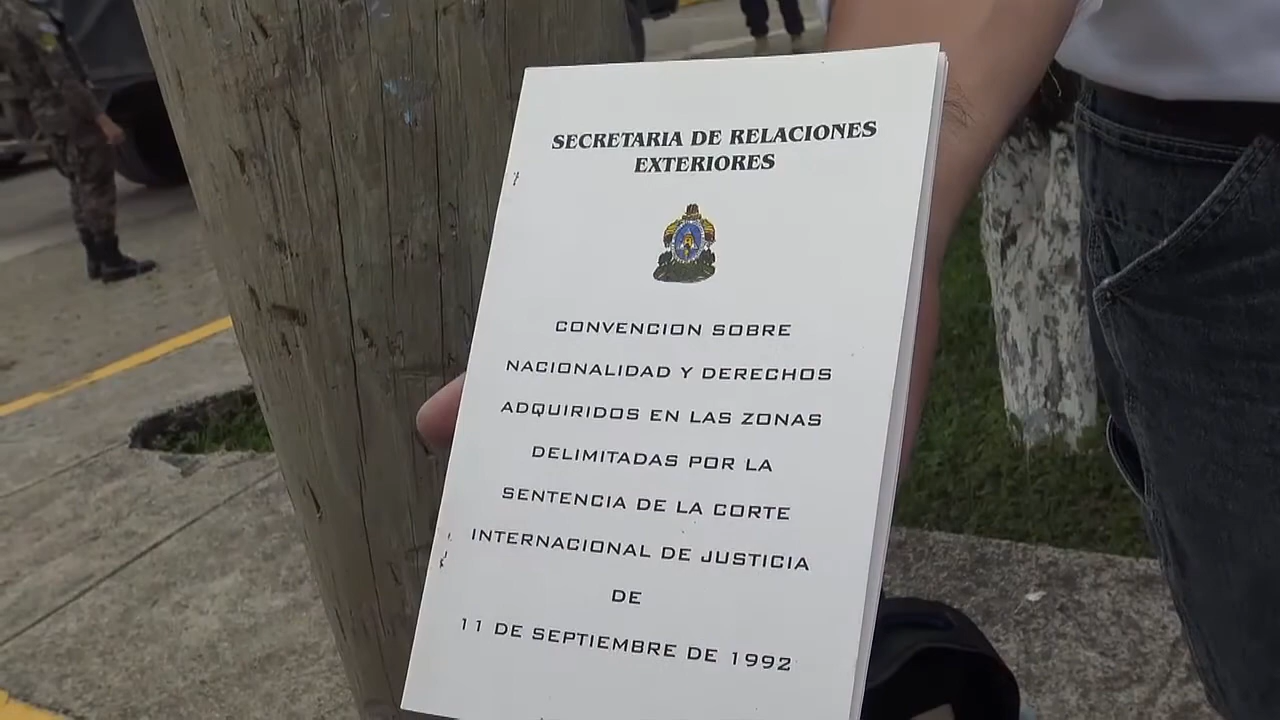 SECRETARIA DE RELACIONES
EXTERIORES
CONVENCION SOBRE
NACIONALIDAD Y DERECHOS
ADQUIRIDOS EN LAS ZONAS
DELIMITADAS POR LA
SENTENCIA DE LA CORTE
INTERNACIONAL DE JUSTICIA
DE
11 DE SEPTIEMBRE DE 1992